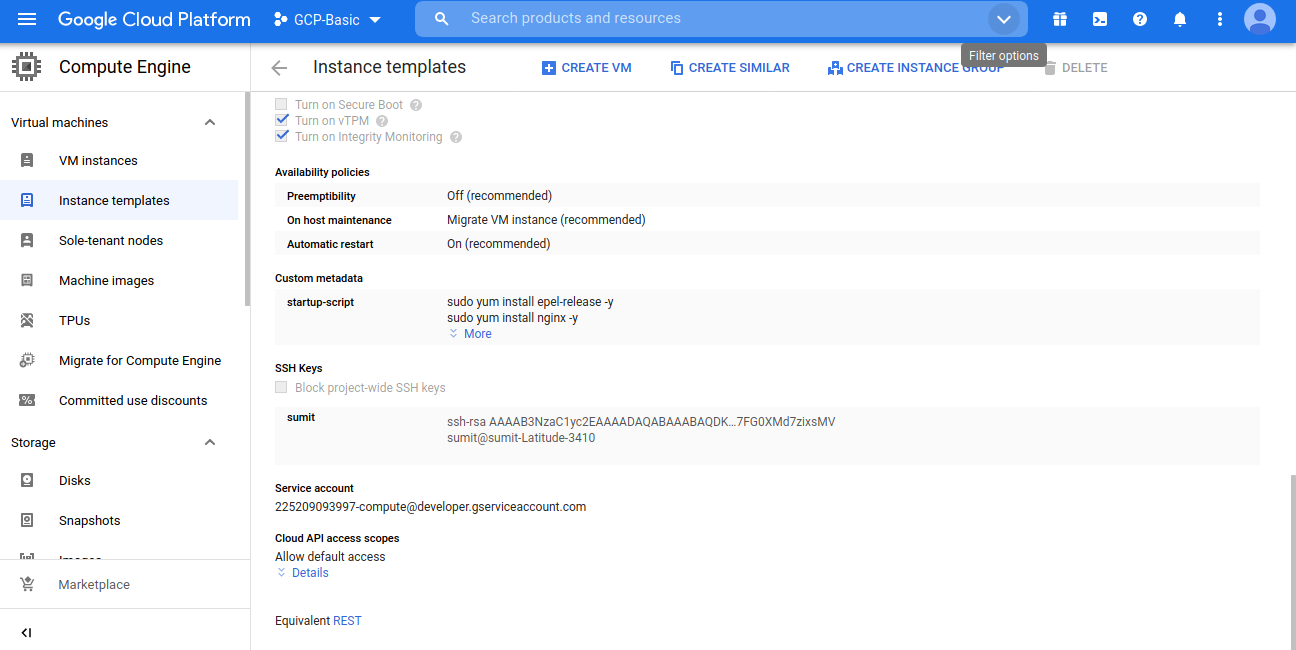 Google Cloud Platform GCP-Basic Search products and resources
Filter options
Compute Engine Instance templates CREATE VM CREATE SIMILAR CREATE INSTANCE GROUP DELETE
Virtual machines
VM instances
Instance templates
Sole-tenant nodes
Machine images
TPUs
Migrate for Compute Engine
Committed use discounts
Storage
Disks
Snapshots
Images
Marketplace
Turn on Secure Boot
Turn on vTPM
Turn on Integrity Monitoring
Availability policies
Preemptibility Off (recommended)
On host maintenance Migrate VM instance (recommended)
Automatic restart On (recommended)
Custom metadata
startup-script sudo yum install epel-release -y
sudo yum install nginx -y
More
SSH Keys
Block project-wide SSH keys
sumit ssh-rsa AAAAB3NzaC1yc2EAAAADAQABAAABAQDK…7FG0XMd7zixsMV
sumit@sumit-Latitude-3410
Service account
225209093997-compute@developer.gserviceaccount.com
Cloud API access scopes
Allow default access
Details
Equivalent REST